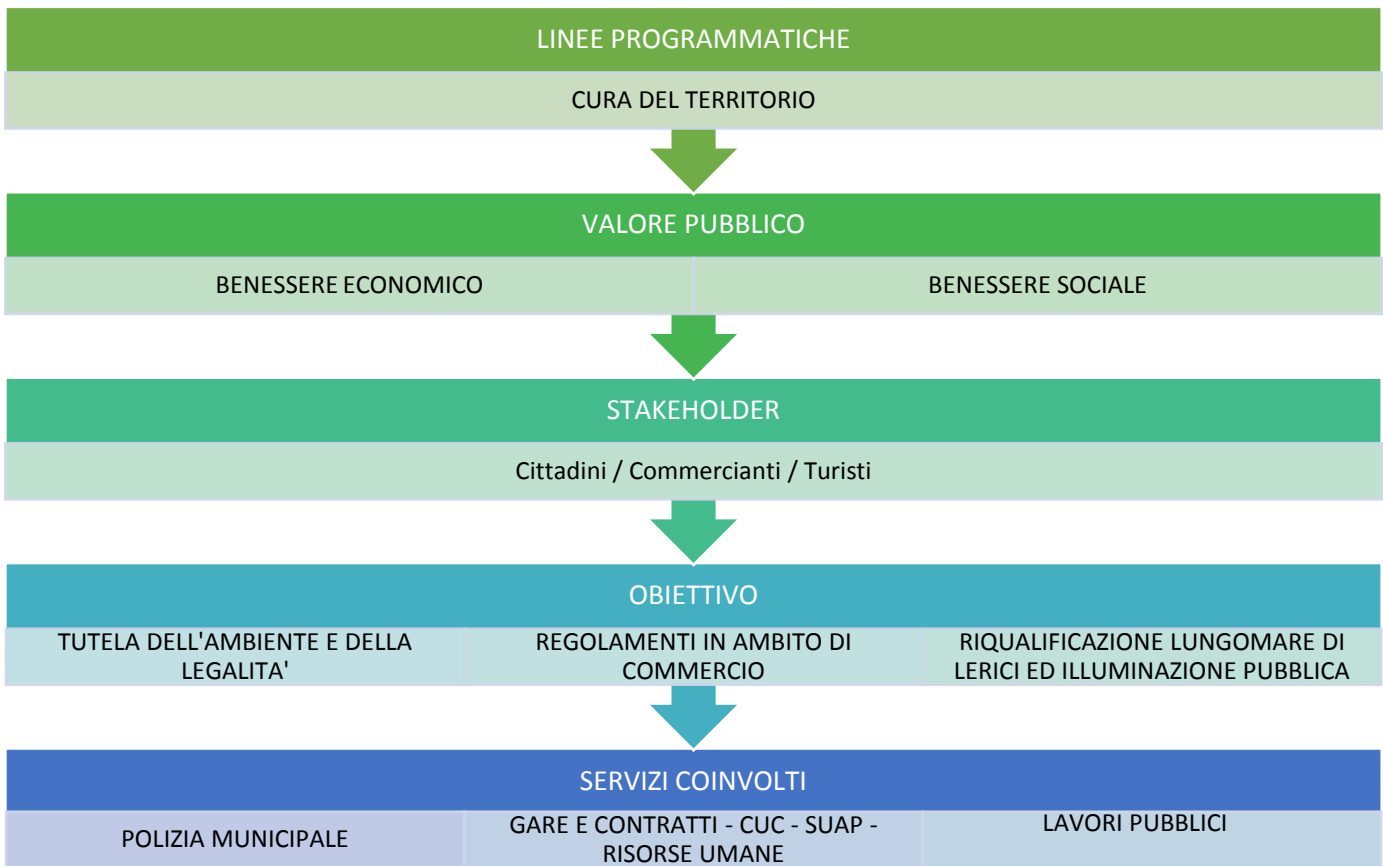 LINEE PROGRAMMATICHE
CURA DEL TERRITORIO
VALORE PUBBLICO
BENESSERE ECONOMICO
BENESSERE SOCIALE
STAKEHOLDER
Cittadini / Commercianti / Turisti
OBIETTIVO
TUTELA DELL'AMBIENTE E DELLA
LEGALITA'
REGOLAMENTI IN AMBITO DI
COMMERCIO
RIQUALIFICAZIONE LUNGOMARE DI
LERICI ED ILLUMINAZIONE PUBBLICA
SERVIZI COINVOLTI
POLIZIA MUNICIPALE
GARE E CONTRATTI - CUC - SUAP -
RISORSE UMANE
LAVORI PUBBLICI